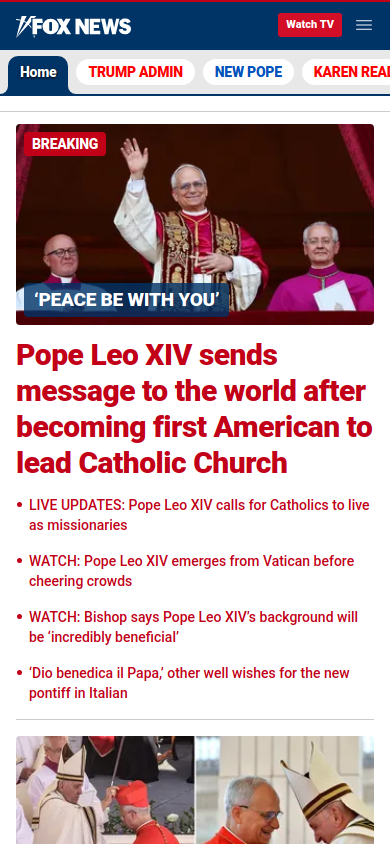 FOX NEWS
Watch TV
Home
TRUMP ADMIN
NEW POPE
KAREN READ
BREAKING
‘PEACE BE WITH YOU’
Pope Leo XIV sends
message to the world after
becoming first American to
lead Catholic Church
• LIVE UPDATES: Pope Leo XIV calls for Catholics to live
as missionaries
• WATCH: Pope Leo XIV emerges from Vatican before
cheering crowds
• WATCH: Bishop says Pope Leo XIV’s background will
be ‘incredibly beneficial’
• ‘Dio benedica il Papa,’ other well wishes for the new
pontiff in Italian